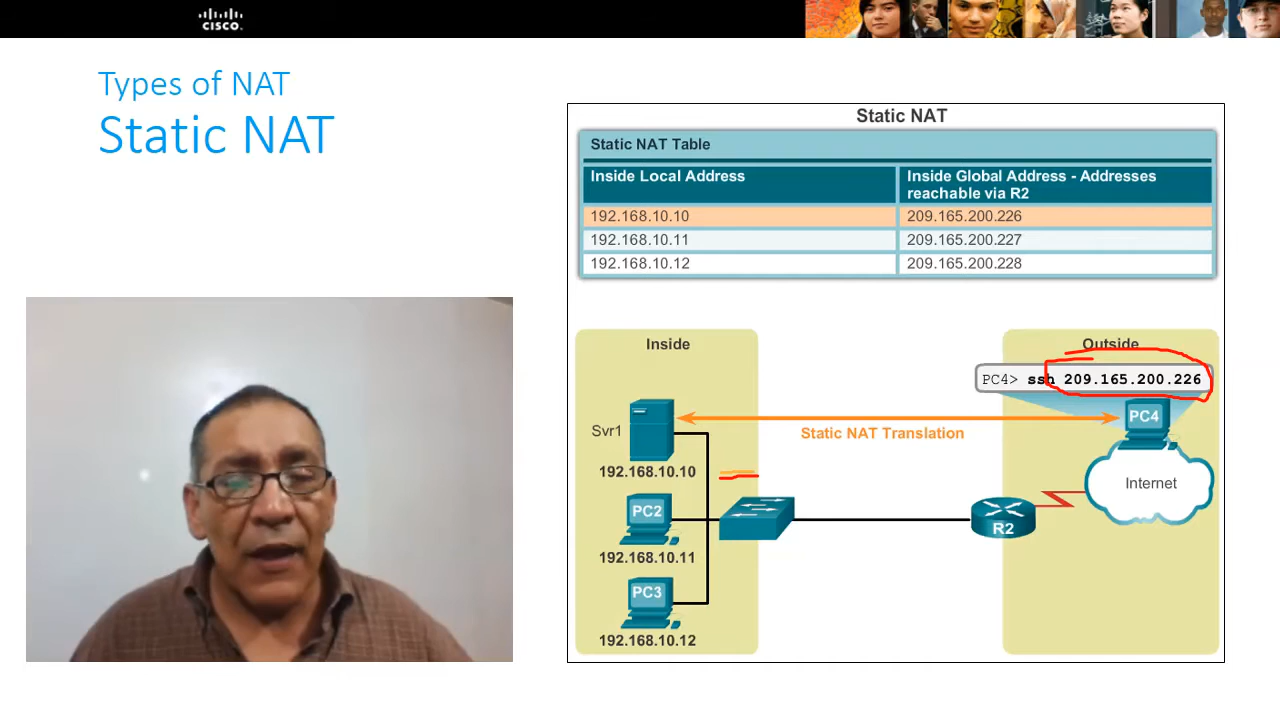 CISCO
Types of NAT
Static NAT
Static NAT
Static NAT Table
Inside Local Address
Inside Global Address - Addresses
reachable via R2
192.168.10.10
209.165.200.226
192.168.10.11
209.165.200.227
192.168.10.12
209.165.200.228
Inside
Outside
PC4> ssh 209.165.200.226
PC4
Svr1
Static NAT Translation
192.168.10.10
Internet
PC2
R2
192.168.10.11
PC3
192.168.10.12